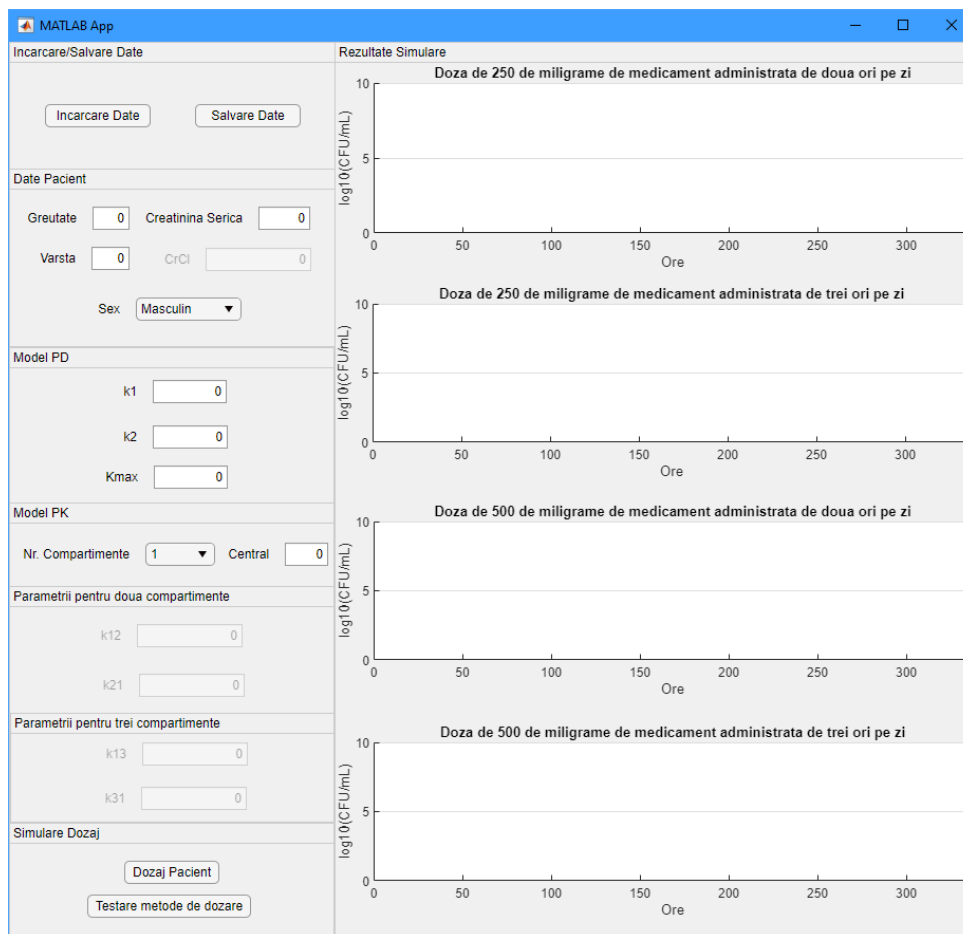 MATLAB App
Incarcare/Salvare Date
Incarcare Date
Salvare Date
Date Pacient
Greutate 0 Creatinina Serica 0
Varsta 0 CrCl 0
Sex Masculin
Model PD
k1 0
k2 0
Kmax 0
Model PK
Nr. Compartimente 1 Central 0
Parametrii pentru doua compartimente
k12 0
k21 0
Parametrii pentru trei compartimente
k13 0
k31 0
Simulare Dozaj
Dozaj Pacient
Testare metode de dozare
Rezultate Simulare
Doza de 250 de miligrame de medicament administrata de doua ori pe zi
log10(CFU/mL)
10
5
0
0 50 100 150 200 250 300
Ore
Doza de 250 de miligrame de medicament administrata de trei ori pe zi
log10(CFU/mL)
10
5
0
0 50 100 150 200 250 300
Ore
Doza de 500 de miligrame de medicament administrata de doua ori pe zi
log10(CFU/mL)
10
5
0
0 50 100 150 200 250 300
Ore
Doza de 500 de miligrame de medicament administrata de trei ori pe zi
log10(CFU/mL)
10
5
0
0 50 100 150 200 250 300
Ore